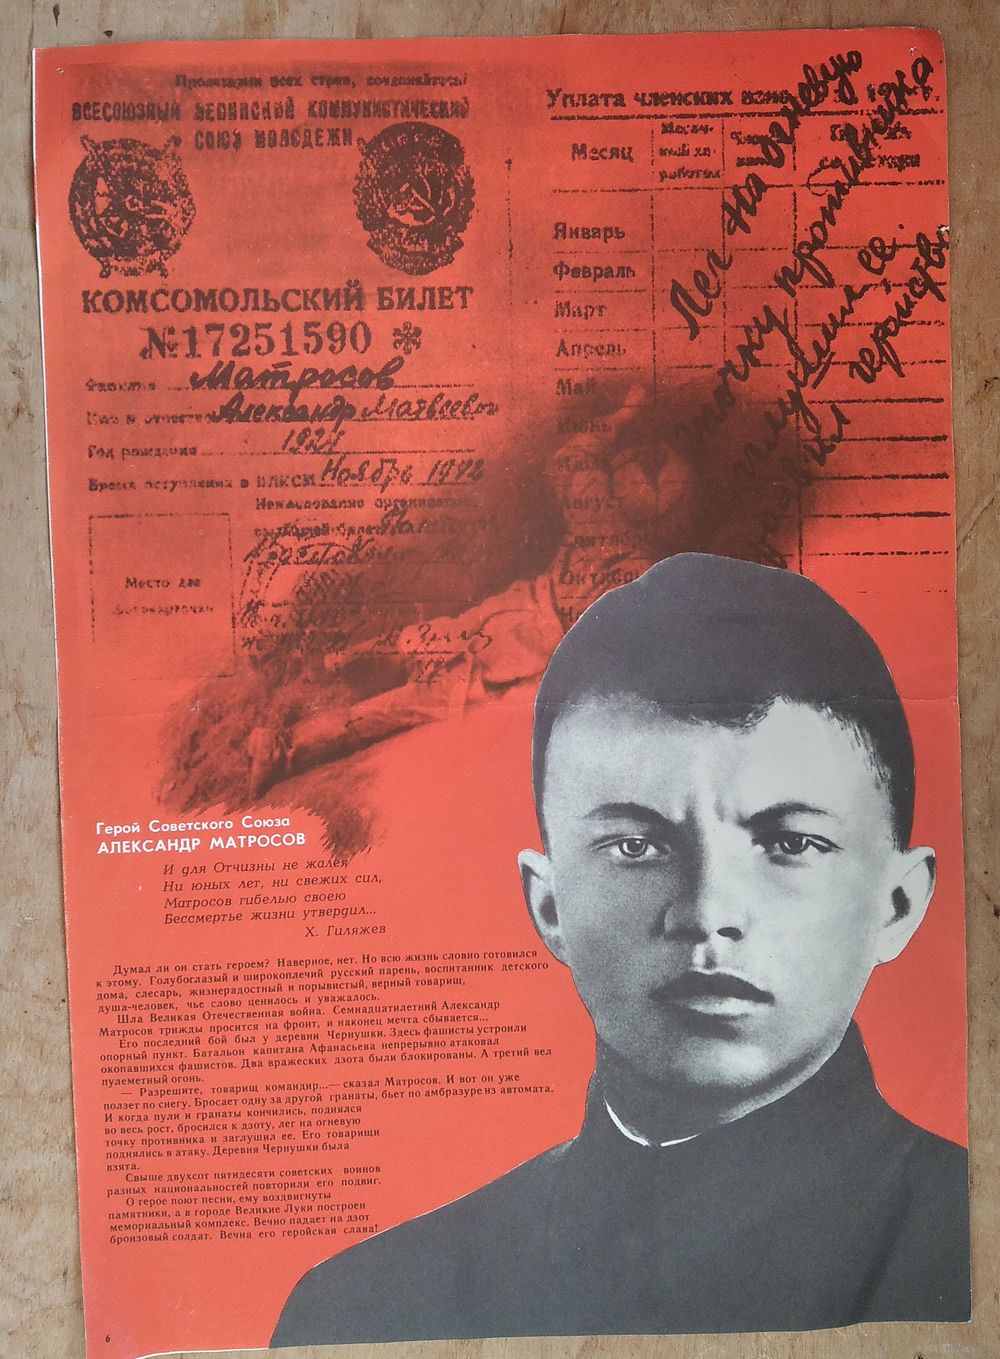 Пролетарии всех стран, соединяйтесь!
ВСЕСОЮЗНЫЙ ЛЕНИНСКИЙ КОММУНИСТИЧЕСКИЙ
СОЮЗ МОЛОДЕЖИ
КОМСОМОЛЬСКИЙ БИЛЕТ
№17251590
Фамилия Матросов
Имя и отчество Александр Матвеевич
Год рождения
Время вступления в ВЛКСМ Ноябрь
Наименование организации,
Место для
фотокарточки
Уплата членских
Месяц
Январь
Февраль
Март
Апрель
Май
Июнь
Август
Сентябрь
Октябрь
Лег на огневую
точку противника
и заглушил ее.
Герой Советского Союза
АЛЕКСАНДР МАТРОСОВ
И для Отчизны не жалея
Ни юных лет, ни свежих сил,
Матросов гибелью своею
Бессмертье жизни утвердил...
Х. Гиляжев
Думал ли он стать героем? Наверное, нет. Но всю жизнь словно готовился
к этому. Голубоглазый и широкоплечий русский парень, воспитанник детского
дома, слесарь, жизнерадостный и порывистый, верный товарищ,
душа-человек, чье слово ценилось и уважалось.
Шла Великая Отечественная война. Семнадцатилетний Александр
Матросов трижды просится на фронт, и наконец мечта сбывается...
Его последний бой был у деревни Чернушки. Здесь фашисты устроили
опорный пункт. Батальон капитана Афанасьева непрерывно атаковал
окопавшихся фашистов. Два вражеских дзота были блокированы. А третий вел
пулеметный огонь.
— Разрешите, товарищ командир...— сказал Матросов. И вот он уже
ползет по снегу. Бросает одну за другой гранаты, бьет по амбразуре из автомата.
И когда пули и гранаты кончились, поднялся
во весь рост, бросился к дзоту, лег на огневую
точку противника и заглушил ее. Его товарищи
поднялись в атаку. Деревня Чернушки была
взята.
Свыше двухсот пятидесяти советских воинов
разных национальностей повторили его подвиг.
О герое поют песни, ему воздвигнуты
памятники, а в городе Великие Луки построен
мемориальный комплекс. Вечно падает на дзот
бронзовый солдат. Вечна его геройская слава!
6